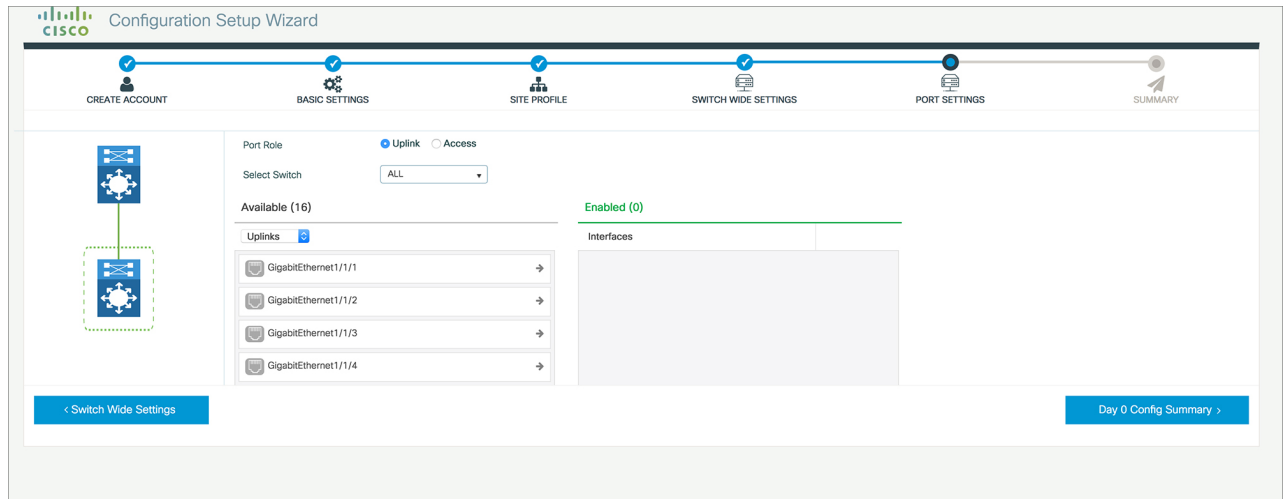 CISCO
Configuration Setup Wizard
CREATE ACCOUNT
BASIC SETTINGS
SITE PROFILE
SWITCH WIDE SETTINGS
PORT SETTINGS
SUMMARY
Port Role
Uplink
Access
Select Switch
ALL
Available (16)
Enabled (0)
Uplinks
Interfaces
GigabitEthernet1/1/1
GigabitEthernet1/1/2
GigabitEthernet1/1/3
GigabitEthernet1/1/4
‹ Switch Wide Settings
Day 0 Config Summary ›